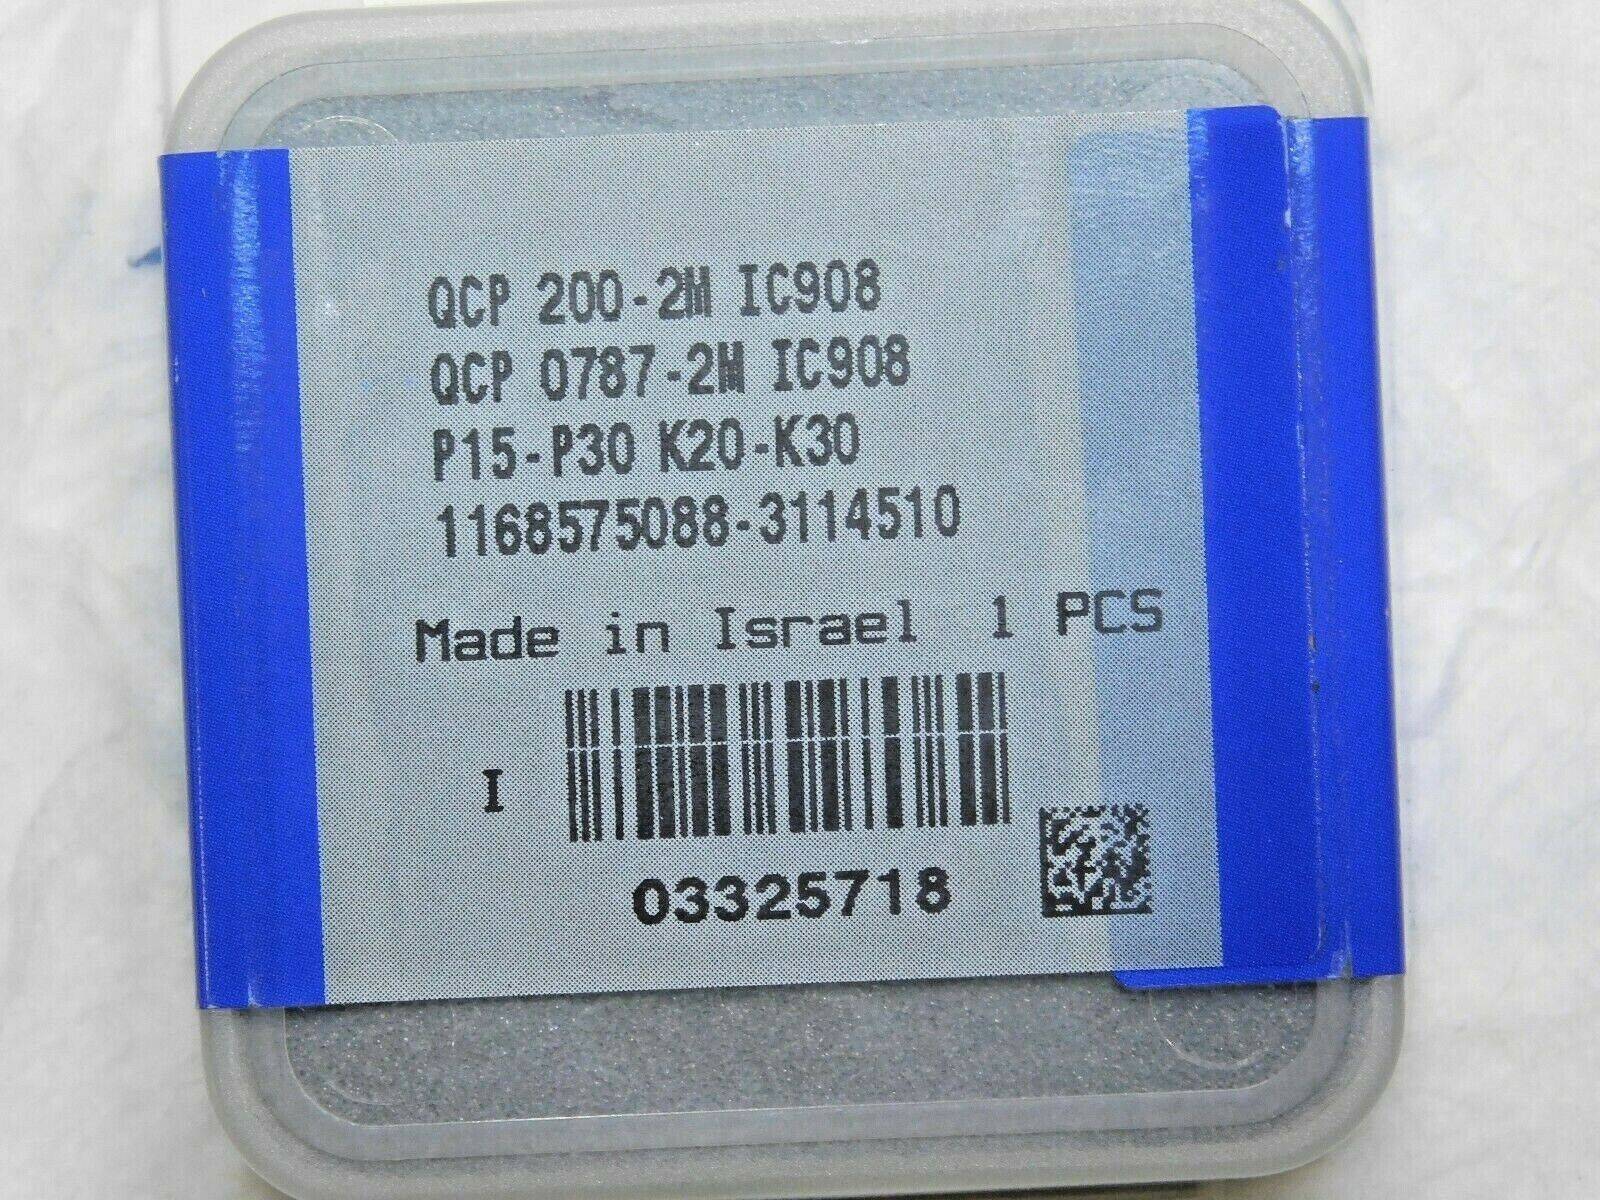 QCP 200-2M IC908
QCP 0787-2M IC908
P15-P30 K20-K30
1168575088-3114510
Made in Israel 1 PCS
I
03325718